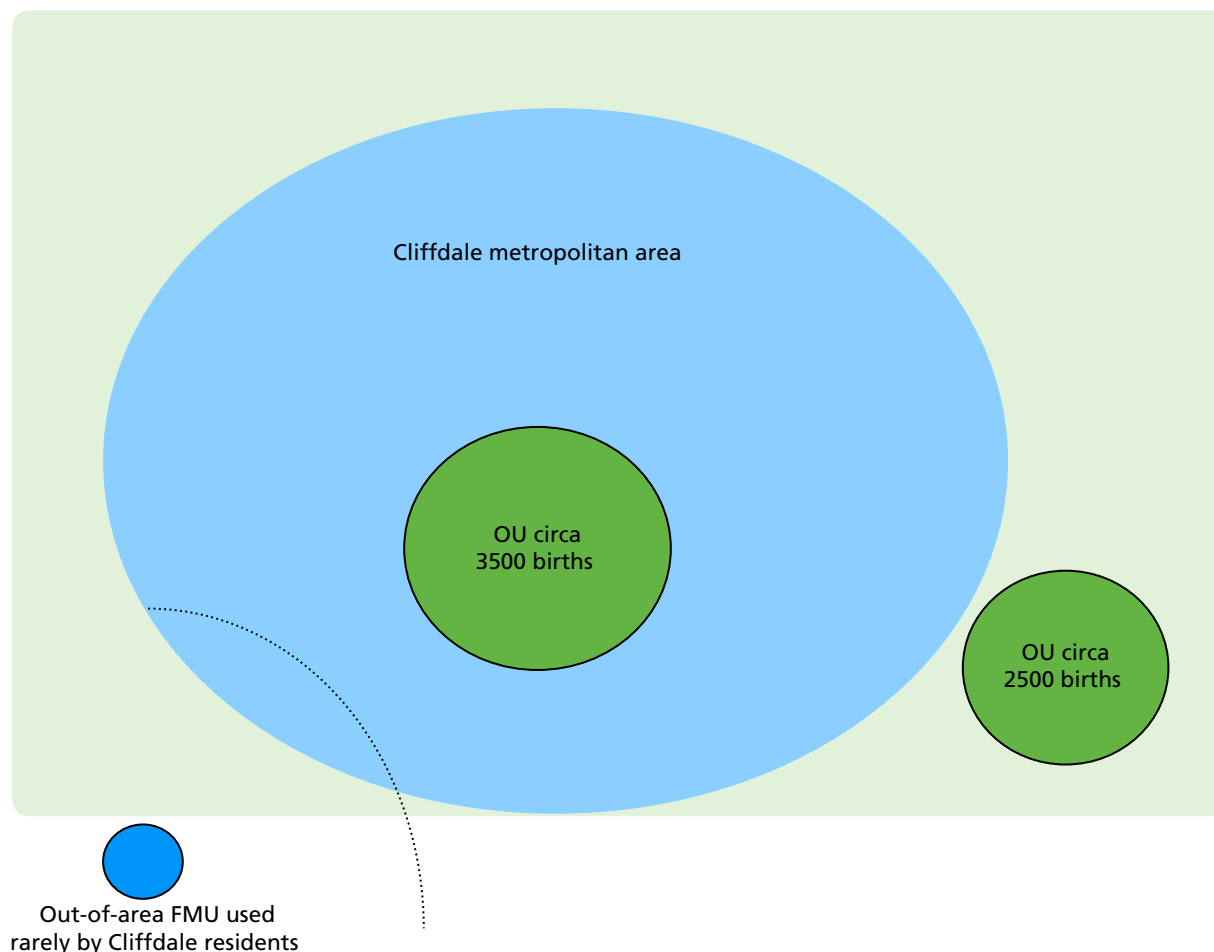 Cliffdale metropolitan area
OU circa
3500 births
OU circa
2500 births
Out-of-area FMU used
rarely by Cliffdale residents